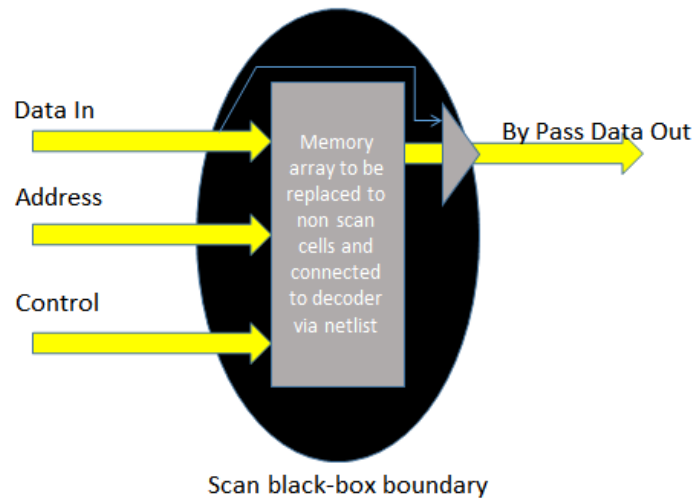 Data In
By Pass Data Out
Address
Control
Memory
array to be
replaced to
non scan
cells and
connected
to decoder
via netlist
Scan black-box boundary